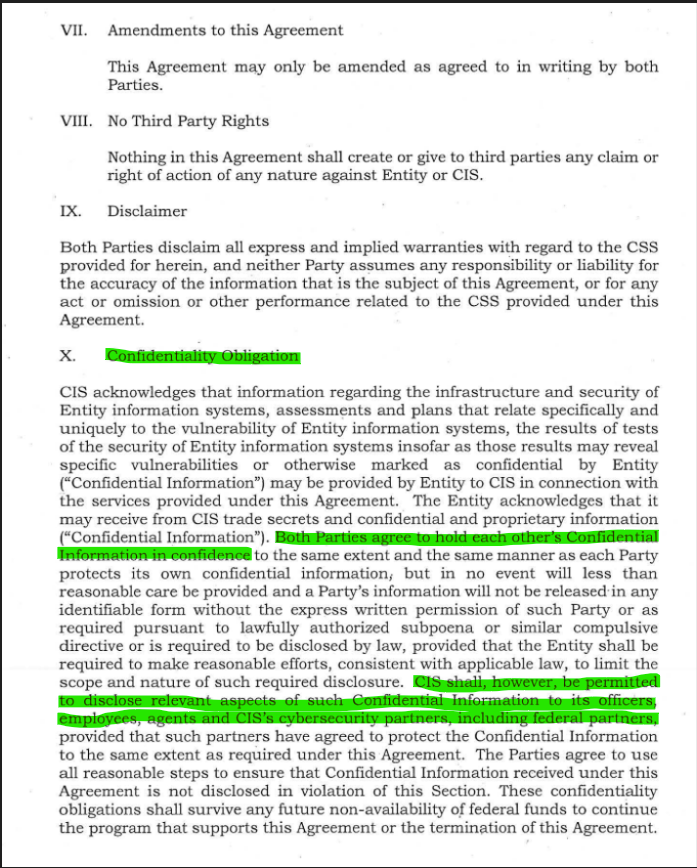 VII. Amendments to this Agreement
This Agreement may only be amended as agreed to in writing by both
Parties.
VIII. No Third Party Rights
Nothing in this Agreement shall create or give to third parties any claim or
right of action of any nature against Entity or CIS.
IX. Disclaimer
Both Parties disclaim all express and implied warranties with regard to the CSS
provided for herein, and neither Party assumes any responsibility or liability for
the accuracy of the information that is the subject of this Agreement, or for any
act or omission or other performance related to the CSS provided under this
Agreement.
X. Confidentiality Obligation
CIS acknowledges that information regarding the infrastructure and security of
Entity information systems, assessments and plans that relate specifically and
uniquely to the vulnerability of Entity information systems, the results of tests
of the security of Entity information systems insofar as those results may reveal
specific vulnerabilities or otherwise marked as confidential by Entity
(“Confidential Information”) may be provided by Entity to CIS in connection with
the services provided under this Agreement. The Entity acknowledges that it
may receive from CIS trade secrets and confidential and proprietary information
(“Confidential Information”). Both Parties agree to hold each other’s Confidential
Information in confidence to the same extent and the same manner as each Party
protects its own confidential information, but in no event will less than
reasonable care be provided and a Party’s information will not be released in any
identifiable form without the express written permission of such Party or as
required pursuant to lawfully authorized subpoena or similar compulsive
directive or is required to be disclosed by law, provided that the Entity shall be
required to make reasonable efforts, consistent with applicable law, to limit the
scope and nature of such required disclosure. CIS shall, however, be permitted
to disclose relevant aspects of such Confidential Information to its officers,
employees, agents and CIS’s cybersecurity partners, including federal partners,
provided that such partners have agreed to protect the Confidential Information
to the same extent as required under this Agreement. The Parties agree to use
all reasonable steps to ensure that Confidential Information received under this
Agreement is not disclosed in violation of this Section. These confidentiality
obligations shall survive any future non-availability of federal funds to continue
the program that supports this Agreement or the termination of this Agreement.